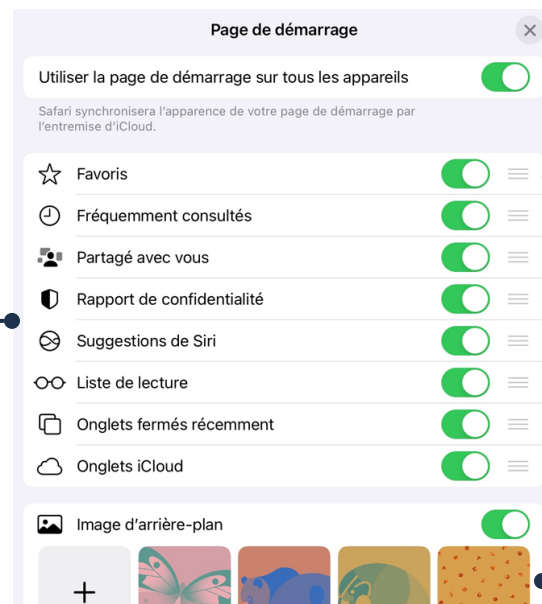 Page de démarrage
Utiliser la page de démarrage sur tous les appareils
Safari synchronisera l’apparence de votre page de démarrage par
l’entremise d’iCloud.
Favoris
Fréquemment consultés
Partagé avec vous
Rapport de confidentialité
Suggestions de Siri
Liste de lecture
Onglets fermés récemment
Onglets iCloud
Image d’arrière-plan